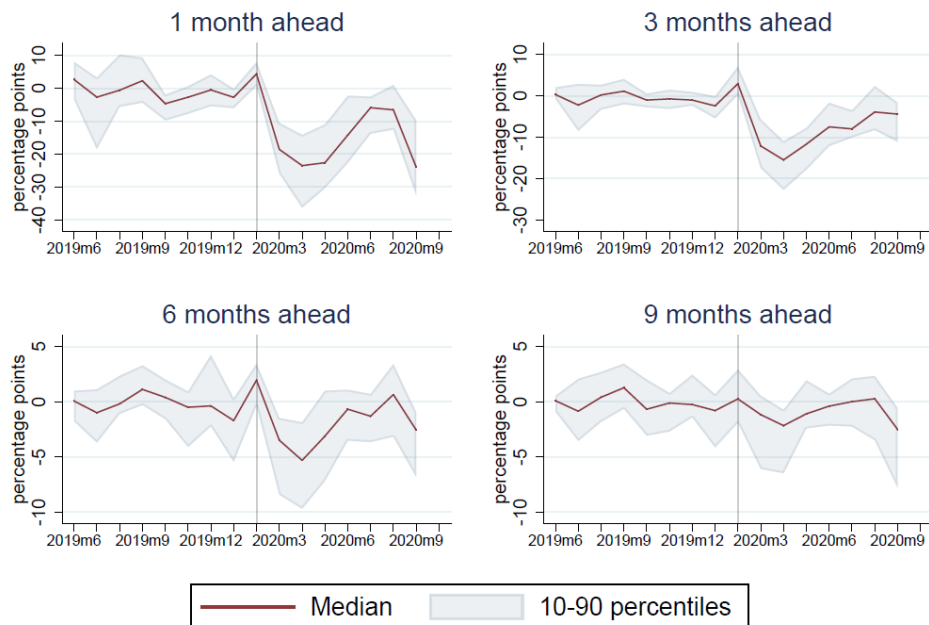 1 month ahead
percentage points
10
0
-10
-20
-30
-40
2019m6 2019m9 2019m12 2020m3 2020m6 2020m9
3 months ahead
percentage points
10
0
-10
-20
-30
2019m6 2019m9 2019m12 2020m3 2020m6 2020m9
6 months ahead
percentage points
5
0
-5
-10
2019m6 2019m9 2019m12 2020m3 2020m6 2020m9
9 months ahead
percentage points
5
0
-5
-10
2019m6 2019m9 2019m12 2020m3 2020m6 2020m9
Median 10-90 percentiles